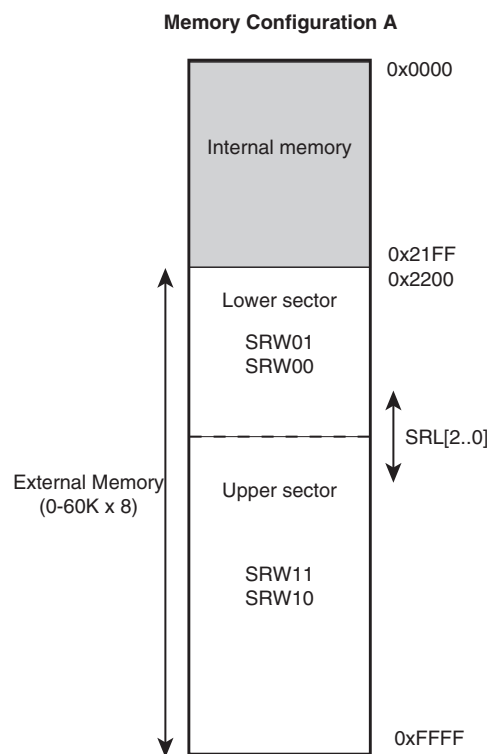 Memory Configuration A
0x0000
Internal memory
0x21FF
0x2200
Lower sector
SRW01
SRW00
SRL[2..0]
External Memory
(0-60K x 8)
Upper sector
SRW11
SRW10
0xFFFF